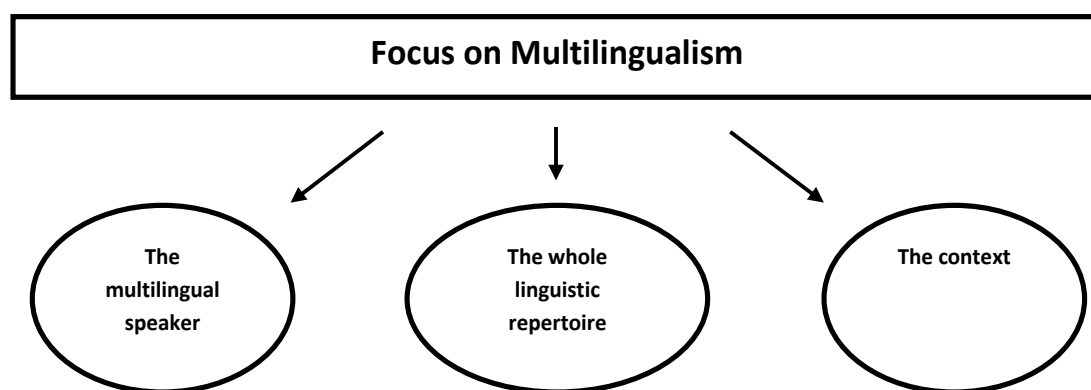 Focus on Multilingualism
The
multilingual
speaker
The whole
linguistic
repertoire
The context